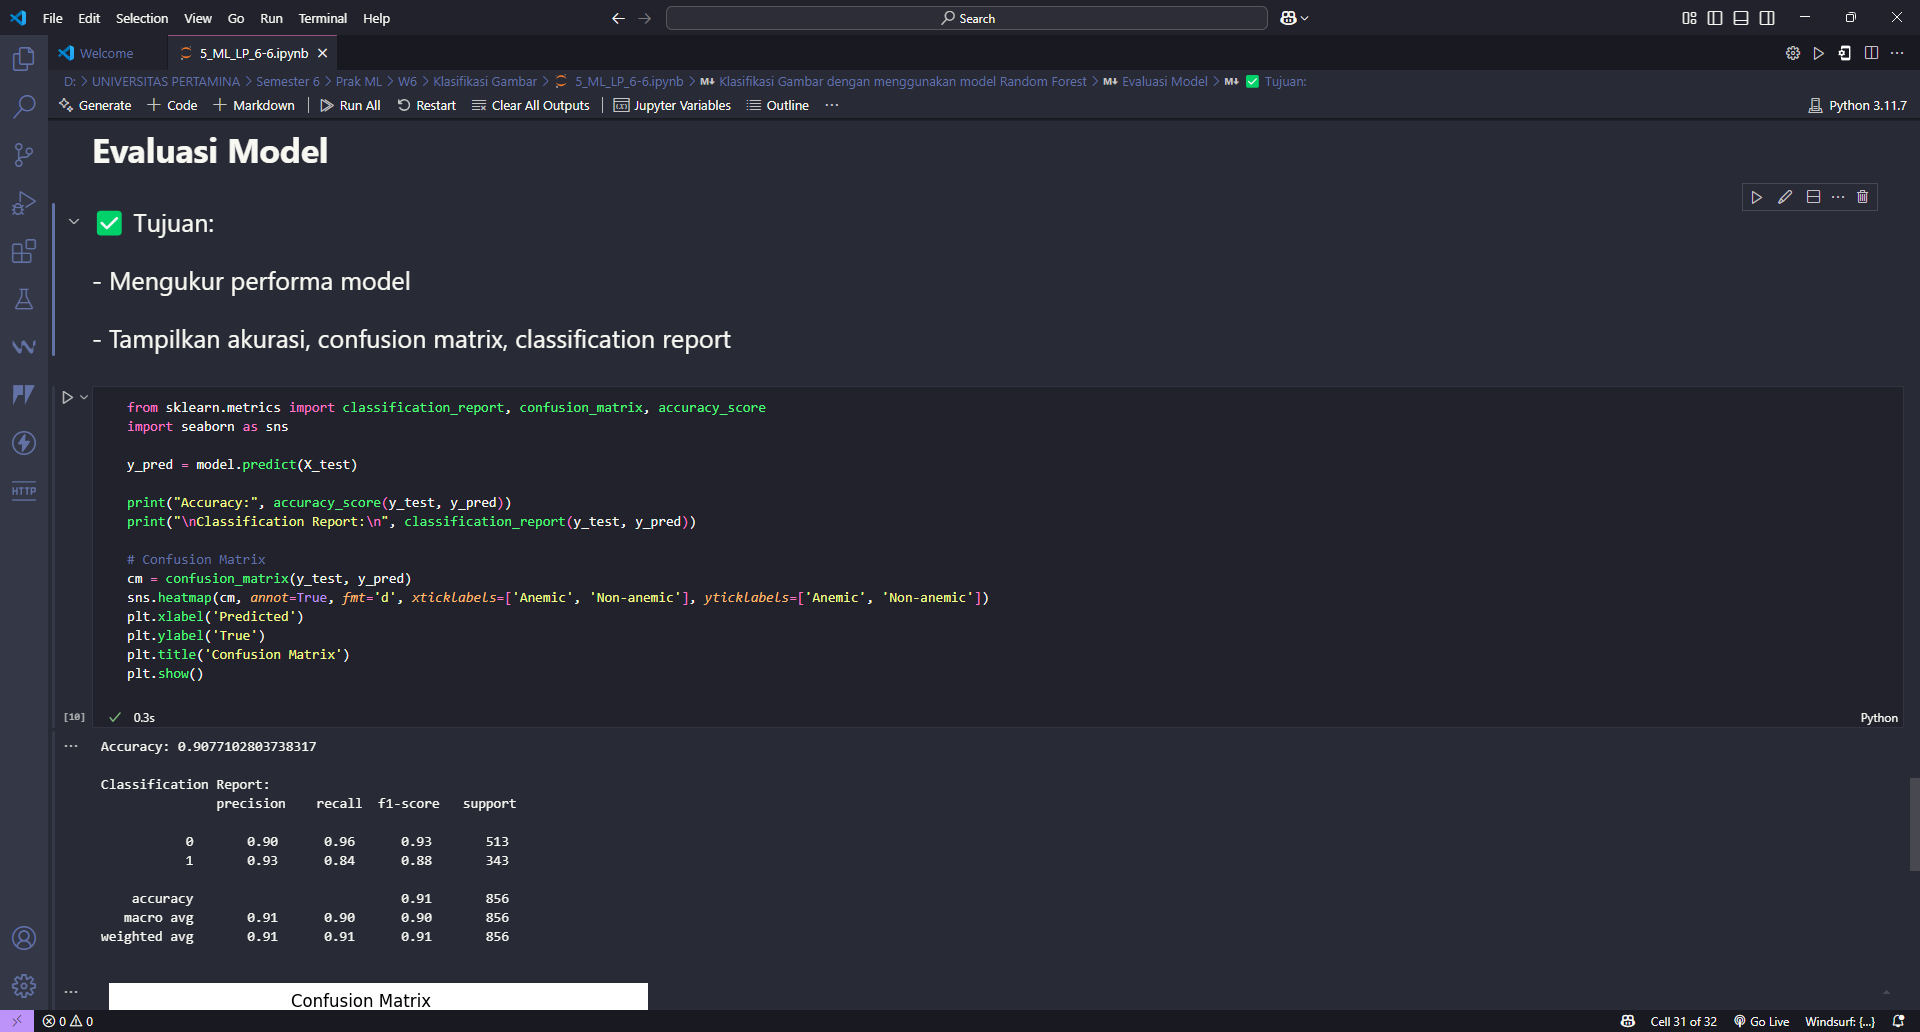 File Edit Selection View Go Run Terminal Help
Search
Welcome
5_ML_LP_6-6.ipynb
D: > UNIVERSITAS PERTAMINA > Semester 6 > Prak ML > W6 > Klasifikasi Gambar > 5_ML_LP_6-6.ipynb > M↓ Klasifikasi Gambar dengan menggunakan model Random Forest > M↓ Evaluasi Model > M↓ ✅ Tujuan:
Generate + Code + Markdown | Run All Restart Clear All Outputs | Jupyter Variables Outline ...
Python 3.11.7
Evaluasi Model
✅ Tujuan:
- Mengukur performa model
- Tampilkan akurasi, confusion matrix, classification report
from sklearn.metrics import classification_report, confusion_matrix, accuracy_score
import seaborn as sns
y_pred = model.predict(X_test)
print("Accuracy:", accuracy_score(y_test, y_pred))
print("\nClassification Report:\n", classification_report(y_test, y_pred))
# Confusion Matrix
cm = confusion_matrix(y_test, y_pred)
sns.heatmap(cm, annot=True, fmt='d', xticklabels=['Anemic', 'Non-anemic'], yticklabels=['Anemic', 'Non-anemic'])
plt.xlabel('Predicted')
plt.ylabel('True')
plt.title('Confusion Matrix')
plt.show()
[10] ✓ 0.3s
Python
HTTP
... Accuracy: 0.9077102803738317
Classification Report:
precision recall f1-score support
0 0.90 0.96 0.93 513
1 0.93 0.84 0.88 343
accuracy 0.91 856
macro avg 0.91 0.90 0.90 856
weighted avg 0.91 0.91 0.91 856
...
Confusion Matrix
0 0
Cell 31 of 32 Go Live Windsurf: {...}